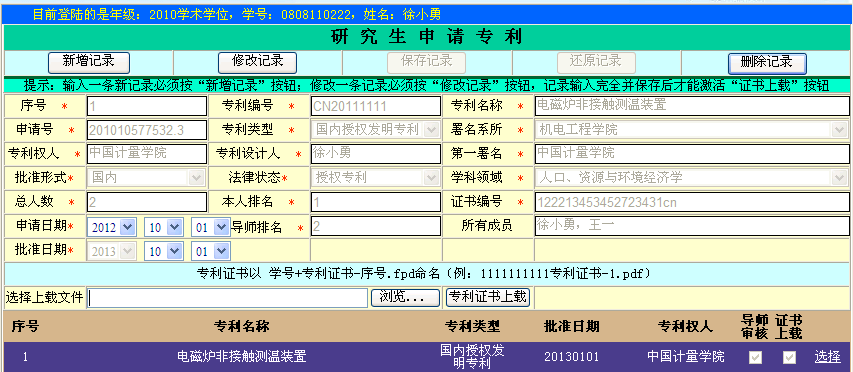 目前登陆的是年级：2010学术学位，学号：0808110222，姓名：徐小勇
研 究 生 申 请 专 利
新增记录 修改记录 保存记录 还原记录 删除记录
提示：输入一条新记录必须按“新增记录”按钮；修改一条记录必须按“修改记录”按钮，记录输入完全并保存后才能激活“证书上载”按钮
序号 * 1 专利编号 * CN20111111 专利名称 * 电磁炉非接触测温装置
申请号 * 201010577532.3 专利类型 * 国内授权发明专利 署名系所 * 机电工程学院
专利权人 * 中国计量学院 专利设计人 * 徐小勇 第一署名 * 中国计量学院
批准形式* 国内 法律状态* 授权专利 学科领域 * 人口、资源与环境经济学
总人数 * 2 本人排名 * 1 证书编号 * 122213453452723431cn
申请日期* 2012 10 01 导师排名 * 2 所有成员 徐小勇，王一
批准日期* 2013 10 01
专利证书以 学号+专利证书-序号.fpd命名（例：1111111111专利证书-1.pdf）
选择上载文件 浏览... 专利证书上载
序号 专利名称 专利类型 批准日期 专利权人 导师审核 证书上载
1 电磁炉非接触测温装置 国内授权发明专利 20130101 中国计量学院 选择